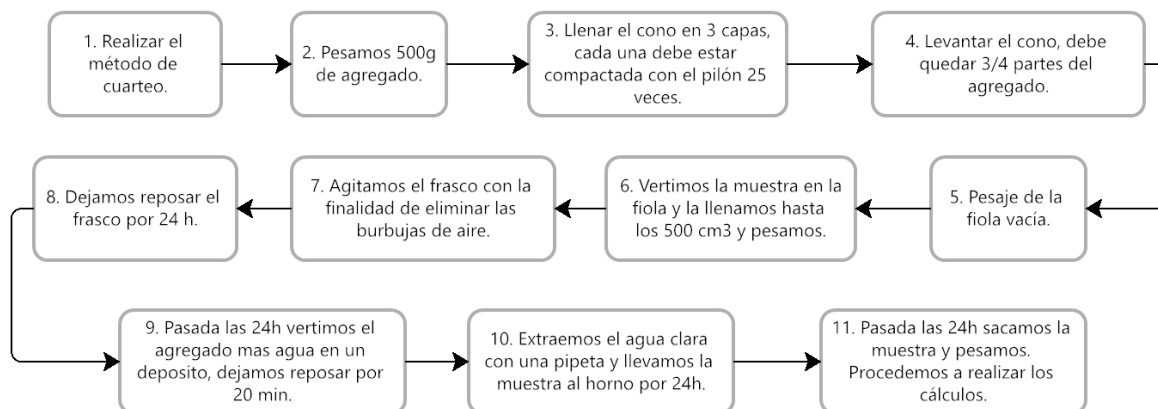 1. Realizar el
método de
cuarteo.
2. Pesamos 500g
de agregado.
3. Llenar el cono en 3 capas,
cada una debe estar
compactada con el pilón 25
veces.
4. Levantar el cono, debe
quedar 3/4 partes del
agregado.
5. Pesaje de la
fiola vacía.
6. Vertimos la muestra en la
fiola y la llenamos hasta
los 500 cm3 y pesamos.
7. Agitamos el frasco con la
finalidad de eliminar las
burbujas de aire.
8. Dejamos reposar el
frasco por 24 h.
9. Pasada las 24h vertimos el
agregado mas agua en un
deposito, dejamos reposar por
20 min.
10. Extraemos el agua clara
con una pipeta y llevamos la
muestra al horno por 24h.
11. Pasada las 24h sacamos la
muestra y pesamos.
Procedemos a realizar los
cálculos.